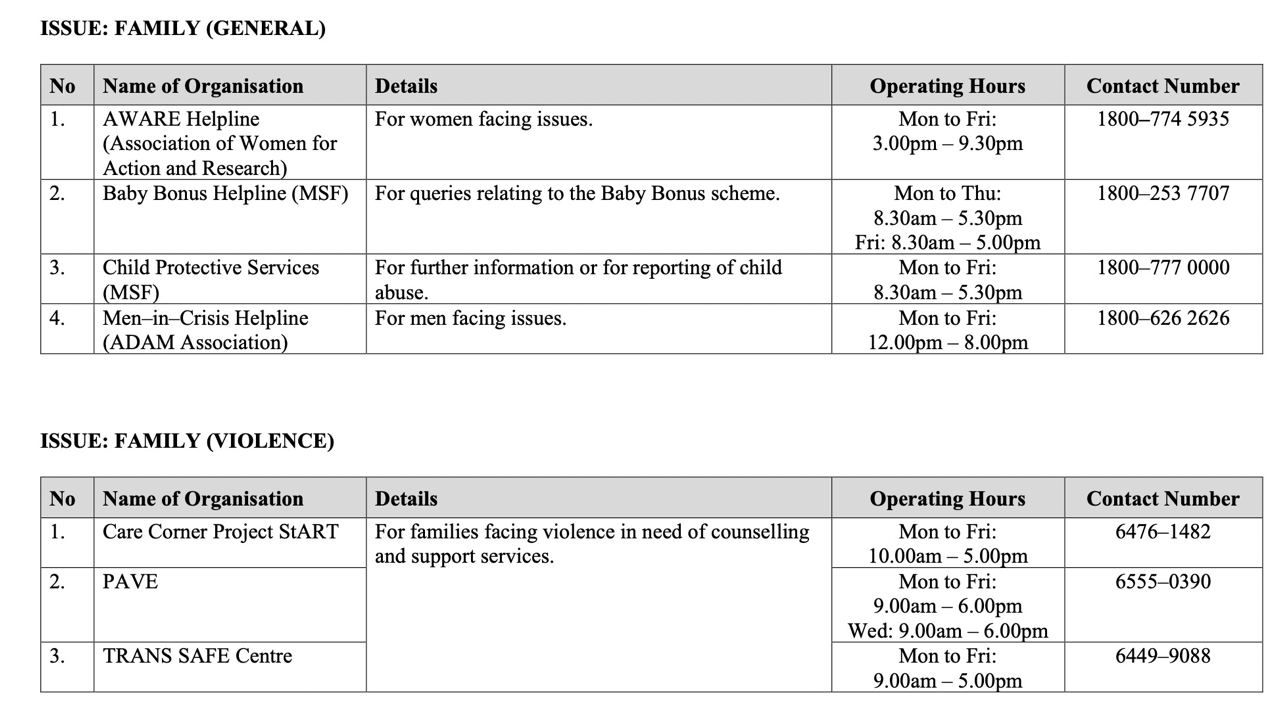 ISSUE: FAMILY (GENERAL)
No Name of Organisation Details Operating Hours Contact Number
1. AWARE Helpline For women facing issues. Mon to Fri: 1800–774 5935
(Association of Women for 3.00pm – 9.30pm
Action and Research)
2. Baby Bonus Helpline (MSF) For queries relating to the Baby Bonus scheme. Mon to Thu: 1800–253 7707
8.30am – 5.30pm
Fri: 8.30am – 5.00pm
3. Child Protective Services For further information or for reporting of child Mon to Fri: 1800–777 0000
(MSF) abuse. 8.30am – 5.30pm
4. Men–in–Crisis Helpline For men facing issues. Mon to Fri: 1800–626 2626
(ADAM Association) 12.00pm – 8.00pm
ISSUE: FAMILY (VIOLENCE)
No Name of Organisation Details Operating Hours Contact Number
1. Care Corner Project StART For families facing violence in need of counselling Mon to Fri: 6476–1482
and support services. 10.00am – 5.00pm
2. PAVE Mon to Fri: 6555–0390
9.00am – 6.00pm
Wed: 9.00am – 6.00pm
3. TRANS SAFE Centre Mon to Fri: 6449–9088
9.00am – 5.00pm